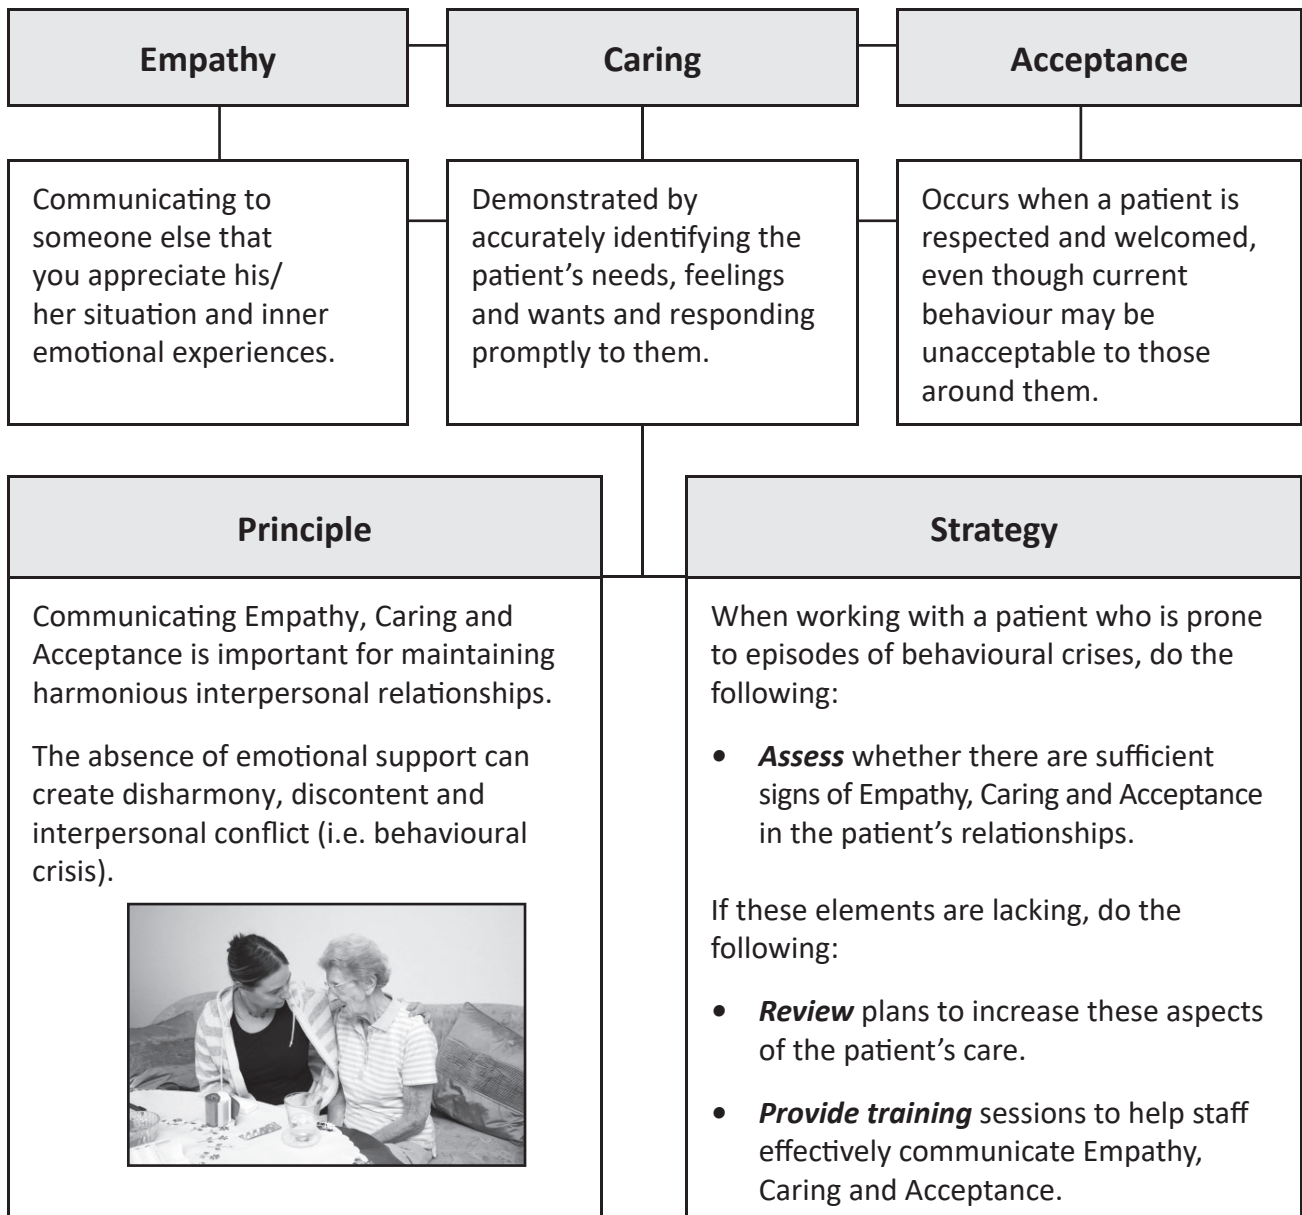 Empathy
Caring
Acceptance
Communicating to
someone else that
you appreciate his/
her situation and inner
emotional experiences.
Demonstrated by
accurately identifying the
patient’s needs, feelings
and wants and responding
promptly to them.
Occurs when a patient is
respected and welcomed,
even though current
behaviour may be
unacceptable to those
around them.
Principle
Communicating Empathy, Caring and
Acceptance is important for maintaining
harmonious interpersonal relationships.
The absence of emotional support can
create disharmony, discontent and
interpersonal conflict (i.e. behavioural
crisis).
Strategy
When working with a patient who is prone
to episodes of behavioural crises, do the
following:
• Assess whether there are sufficient
signs of Empathy, Caring and Acceptance
in the patient’s relationships.
If these elements are lacking, do the
following:
• Review plans to increase these aspects
of the patient’s care.
• Provide training sessions to help staff
effectively communicate Empathy,
Caring and Acceptance.